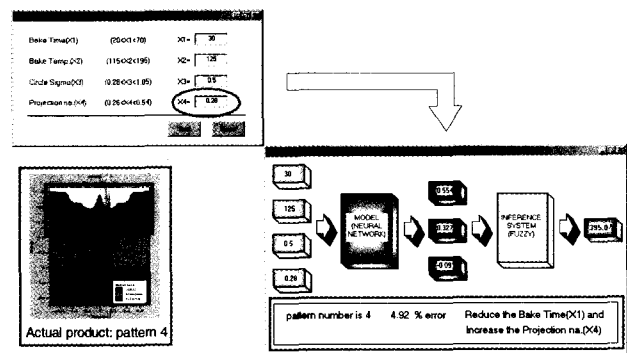 Bake Time(X1) (20<X1<70) X1= 30
Bake Temp.(X2) (115<X2<195) X2= 125
Circle Sigma(X3) (0.28<X3<1.05) X3= 0.5
Projection na.(X4) (0.26<X4<0.54) X4= 0.28
30
125
0.5
0.28
MODEL
(NEURAL
NETWORK)
0.554
0.327
-0.09
INFERENCE
SYSTEM
(FUZZY)
395.07
pattern number is 4 4.92 % error Reduce the Bake Time(X1) and
Increase the Projection na.(X4)
Actual product: pattern 4